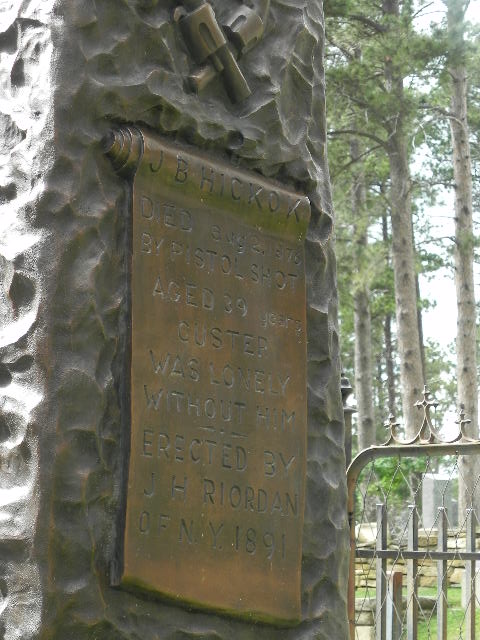 J B HICKOK
DIED Aug 2, 1876
BY PISTOL SHOT
AGED 39 years
CUSTER
WAS LONELY
WITHOUT HIM
ERECTED BY
J H RIORDAN
OF N.Y. 1891